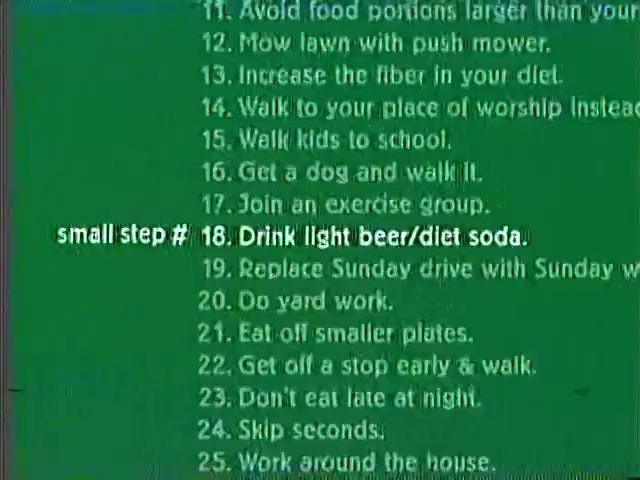 11. Avoid food portions larger than your
12. Mow lawn with push mower.
13. Increase the fiber in your diet.
14. Walk to your place of worship instead
15. Walk kids to school.
16. Get a dog and walk it.
17. Join an exercise group.
small step # 18. Drink light beer/diet soda.
19. Replace Sunday drive with Sunday w
20. Do yard work.
21. Eat off smaller plates.
22. Get off a stop early & walk.
23. Don't eat late at night.
24. Skip seconds.
25. Work around the house.